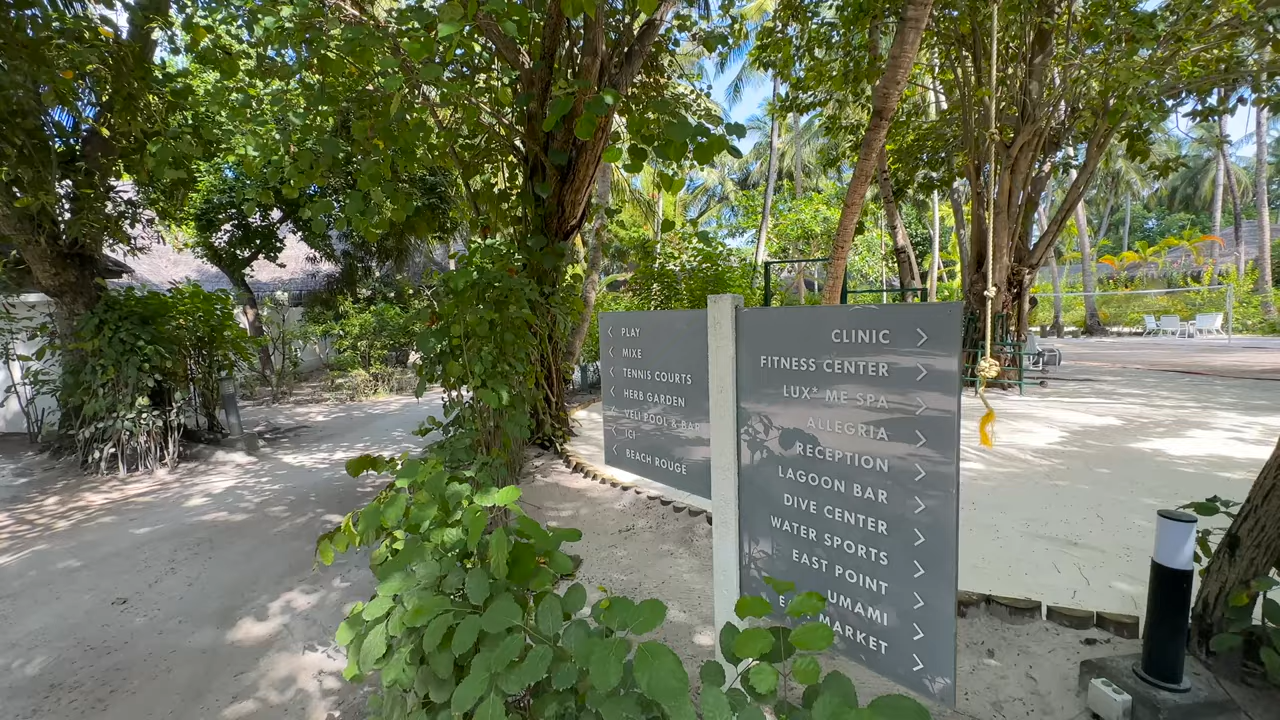 < PLAY
< MIXE
< TENNIS COURTS
< HERB GARDEN
< VELI POOL & BAR
< ICI
< BEACH ROUGE
CLINIC >
FITNESS CENTER >
LUX* ME SPA >
ALLEGRIA >
RECEPTION >
LAGOON BAR >
DIVE CENTER >
WATER SPORTS >
EAST POINT >
UMAMI >
MARKET >